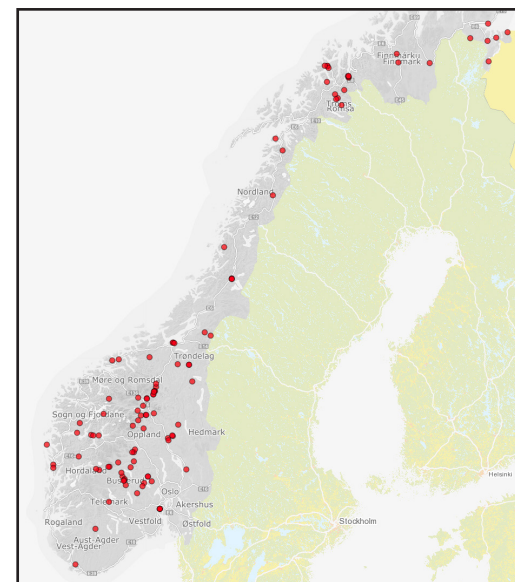 Finnmárku
Finnmark
Troms
Romsa
Nordland
Trøndelag
Møre og Romsdal
Sogn og Fjordane
Oppland
Hedmark
Hordaland
Buskerud
Oslo
Telemark
Akershus
Rogaland
Vestfold
Østfold
Aust-Agder
Vest-Agder
Helsinki
Stockholm